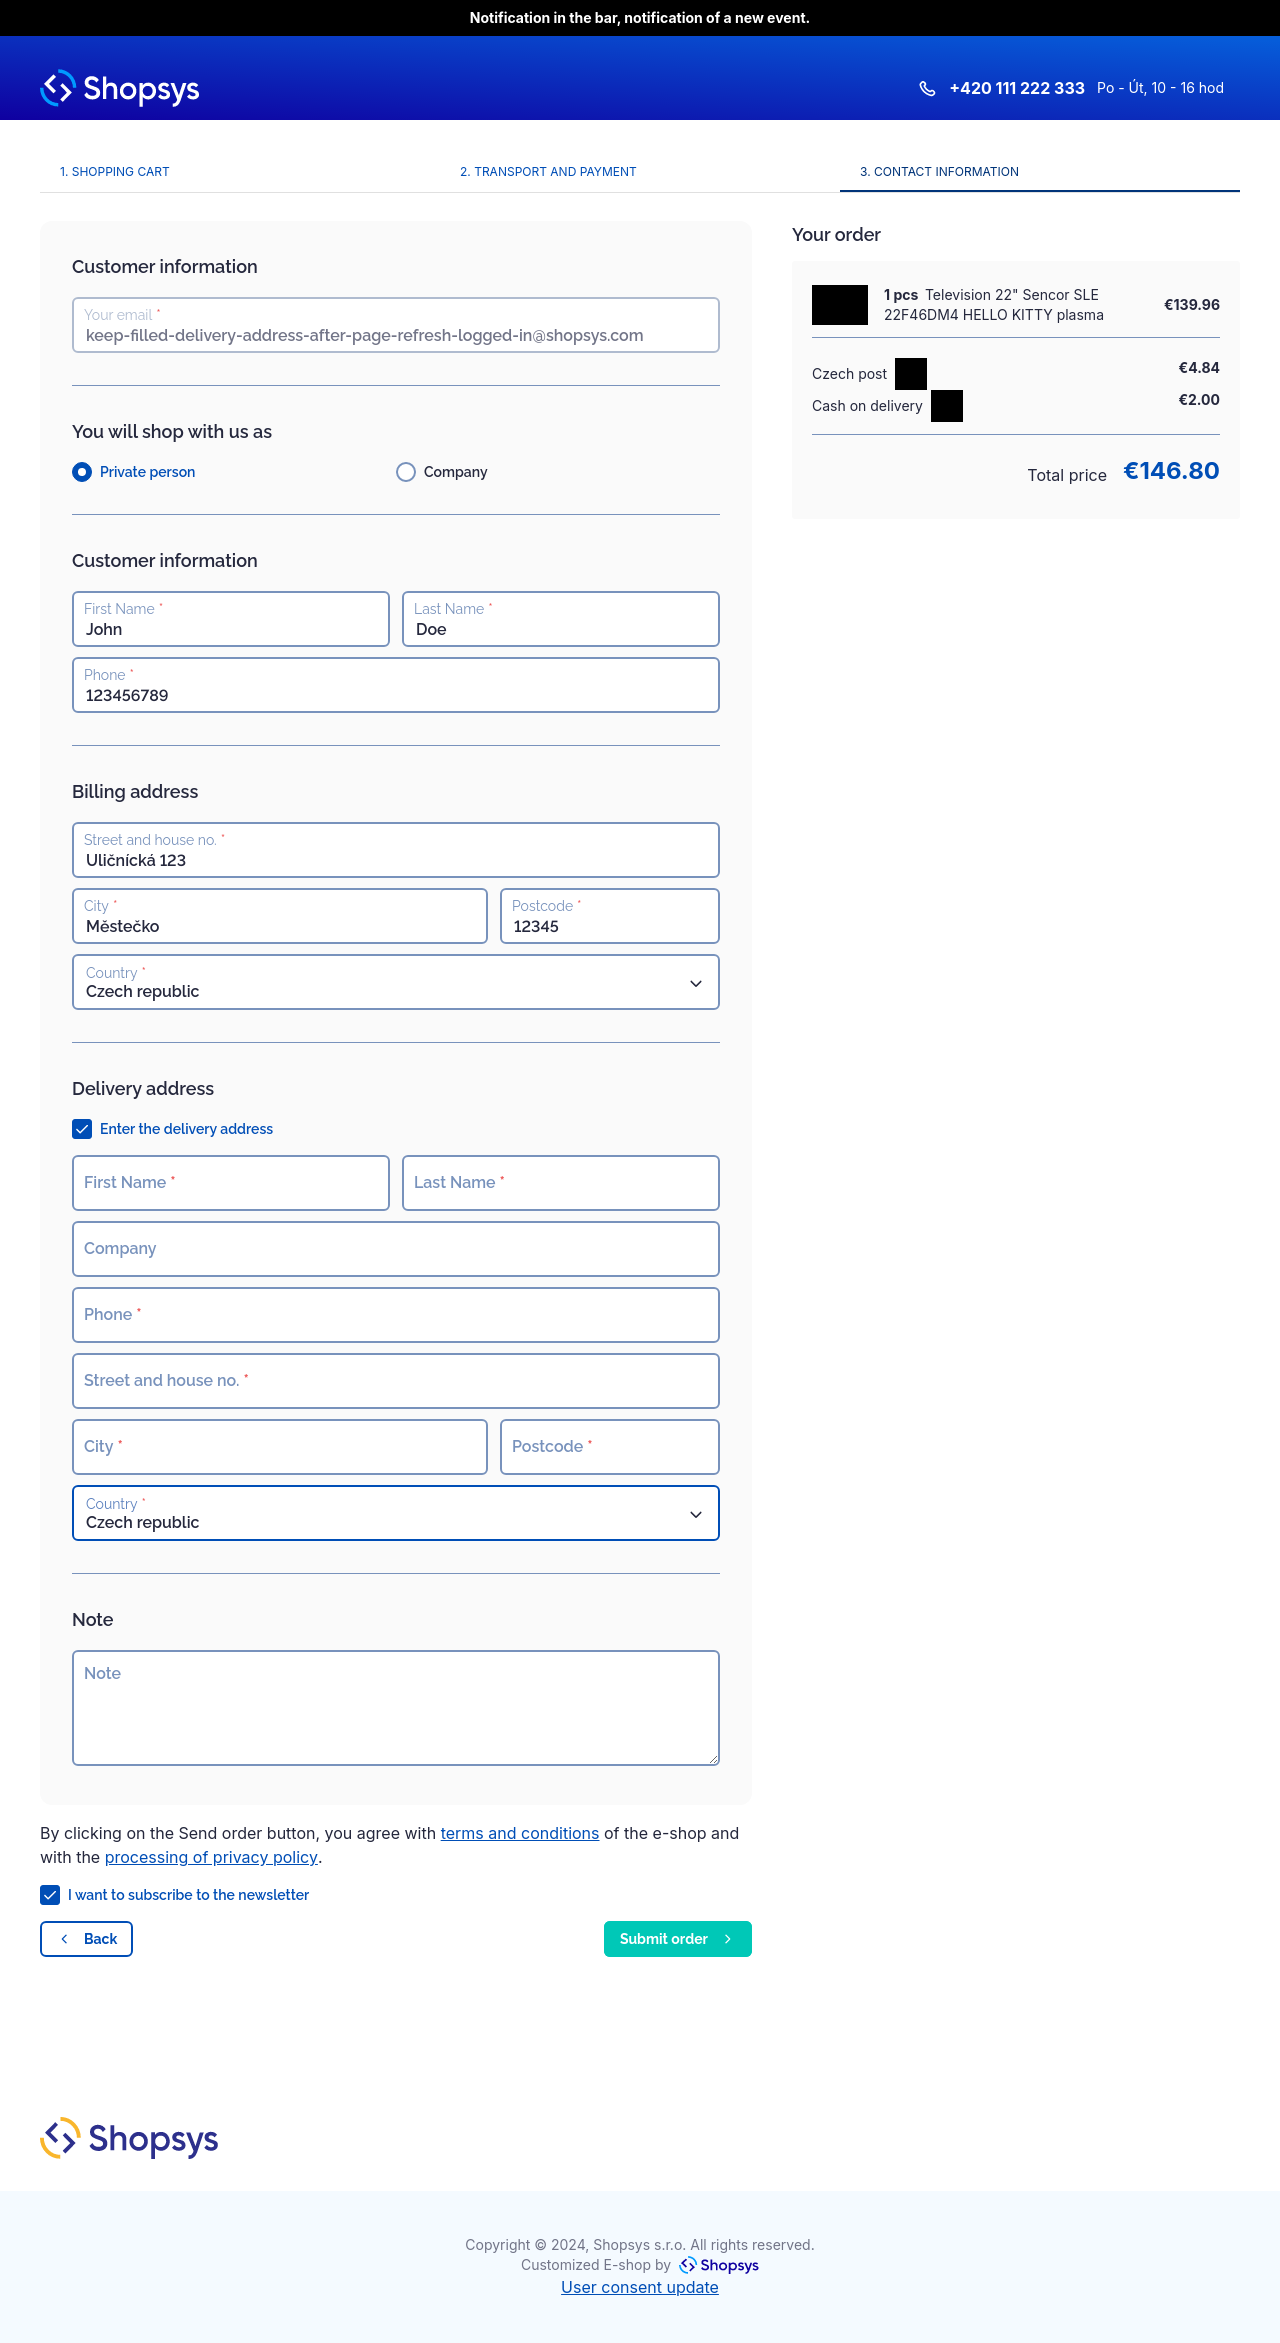 Notification in the bar, notification of a new event.
Shopsys
+420 111 222 333 Po - Út, 10 - 16 hod
1. SHOPPING CART
2. TRANSPORT AND PAYMENT
3. CONTACT INFORMATION
Customer information
Your email *
keep-filled-delivery-address-after-page-refresh-logged-in@shopsys.com
You will shop with us as
Private person
Company
Customer information
First Name *
John
Last Name *
Doe
Phone *
123456789
Billing address
Street and house no. *
Uličnícká 123
City *
Městečko
Postcode *
12345
Country *
Czech republic
Delivery address
Enter the delivery address
First Name *
Last Name *
Company
Phone *
Street and house no. *
City *
Postcode *
Country *
Czech republic
Note
Note
By clicking on the Send order button, you agree with terms and conditions of the e-shop and
with the processing of privacy policy.
I want to subscribe to the newsletter
Back
Submit order
Your order
1 pcs Television 22" Sencor SLE
22F46DM4 HELLO KITTY plasma
€139.96
Czech post
€4.84
Cash on delivery
€2.00
Total price €146.80
Shopsys
Copyright © 2024, Shopsys s.r.o. All rights reserved.
Customized E-shop by Shopsys
User consent update